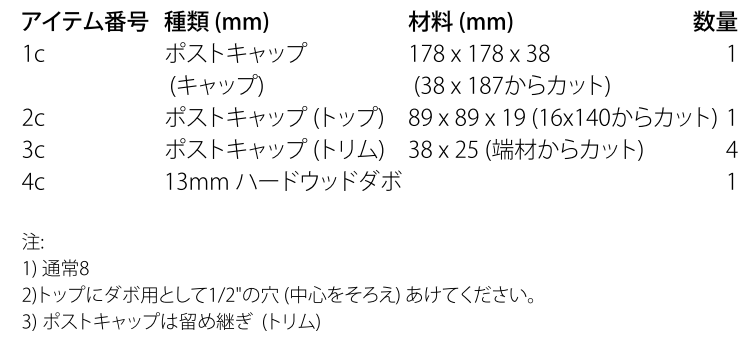 アイテム番号 種類 (mm) 材料 (mm) 数量
1c ポストキャップ 178 x 178 x 38 1
(キャップ) (38 x 187からカット)
2c ポストキャップ (トップ) 89 x 89 x 19 (16x140からカット) 1
3c ポストキャップ (トリム) 38 x 25 (端材からカット) 4
4c 13mm ハードウッドダボ 1
注:
1) 通常8
2)トップにダボ用として1/2"の穴 (中心をそろえ) あけてください。
3) ポストキャップは留め継ぎ (トリム)